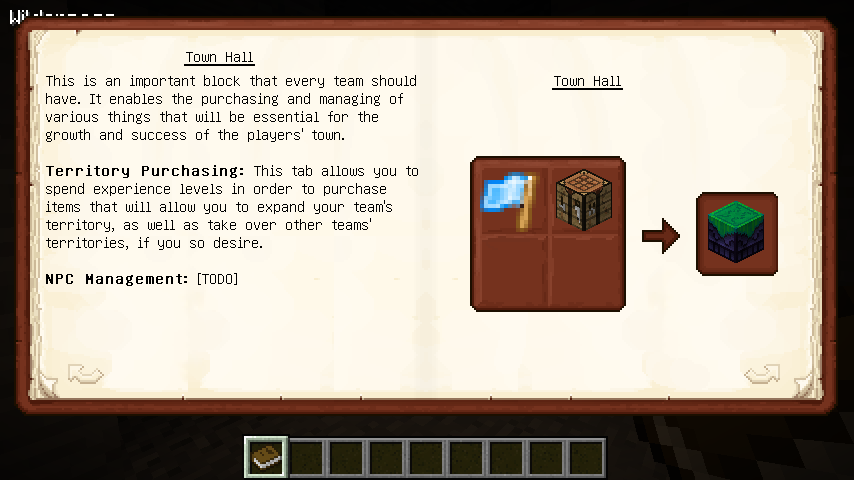 Town Hall
This is an important block that every team should
have. It enables the purchasing and managing of
various things that will be essential for the
growth and success of the players' town.
Territory Purchasing: This tab allows you to
spend experience levels in order to purchase
items that will allow you to expand your team's
territory, as well as take over other teams'
territories, if you so desire.
NPC Management: [TODO]
Town Hall